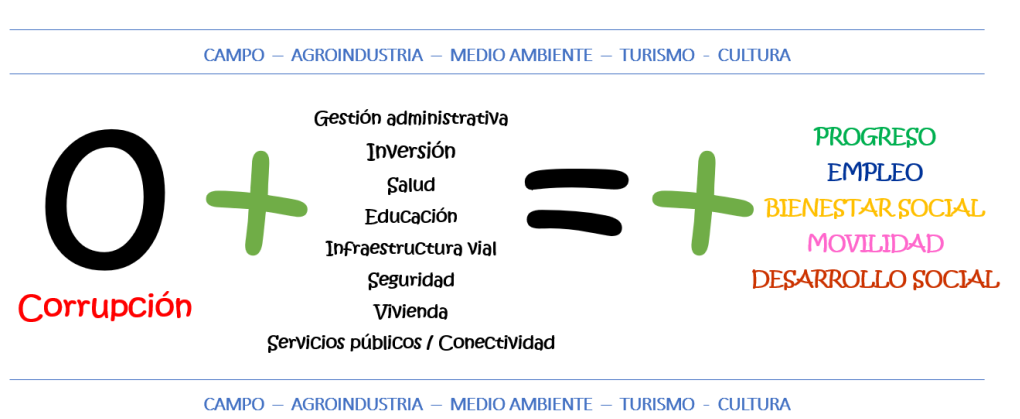 CAMPO – AGROINDUSTRIA – MEDIO AMBIENTE – TURISMO - CULTURA
0
Corrupción
+
Gestión administrativa
Inversión
Salud
Educación
Infraestructura vial
Seguridad
Vivienda
Servicios públicos / Conectividad
=
+
PROGRESO
EMPLEO
BIENESTAR SOCIAL
MOVILIDAD
DESARROLLO SOCIAL
CAMPO – AGROINDUSTRIA – MEDIO AMBIENTE – TURISMO - CULTURA